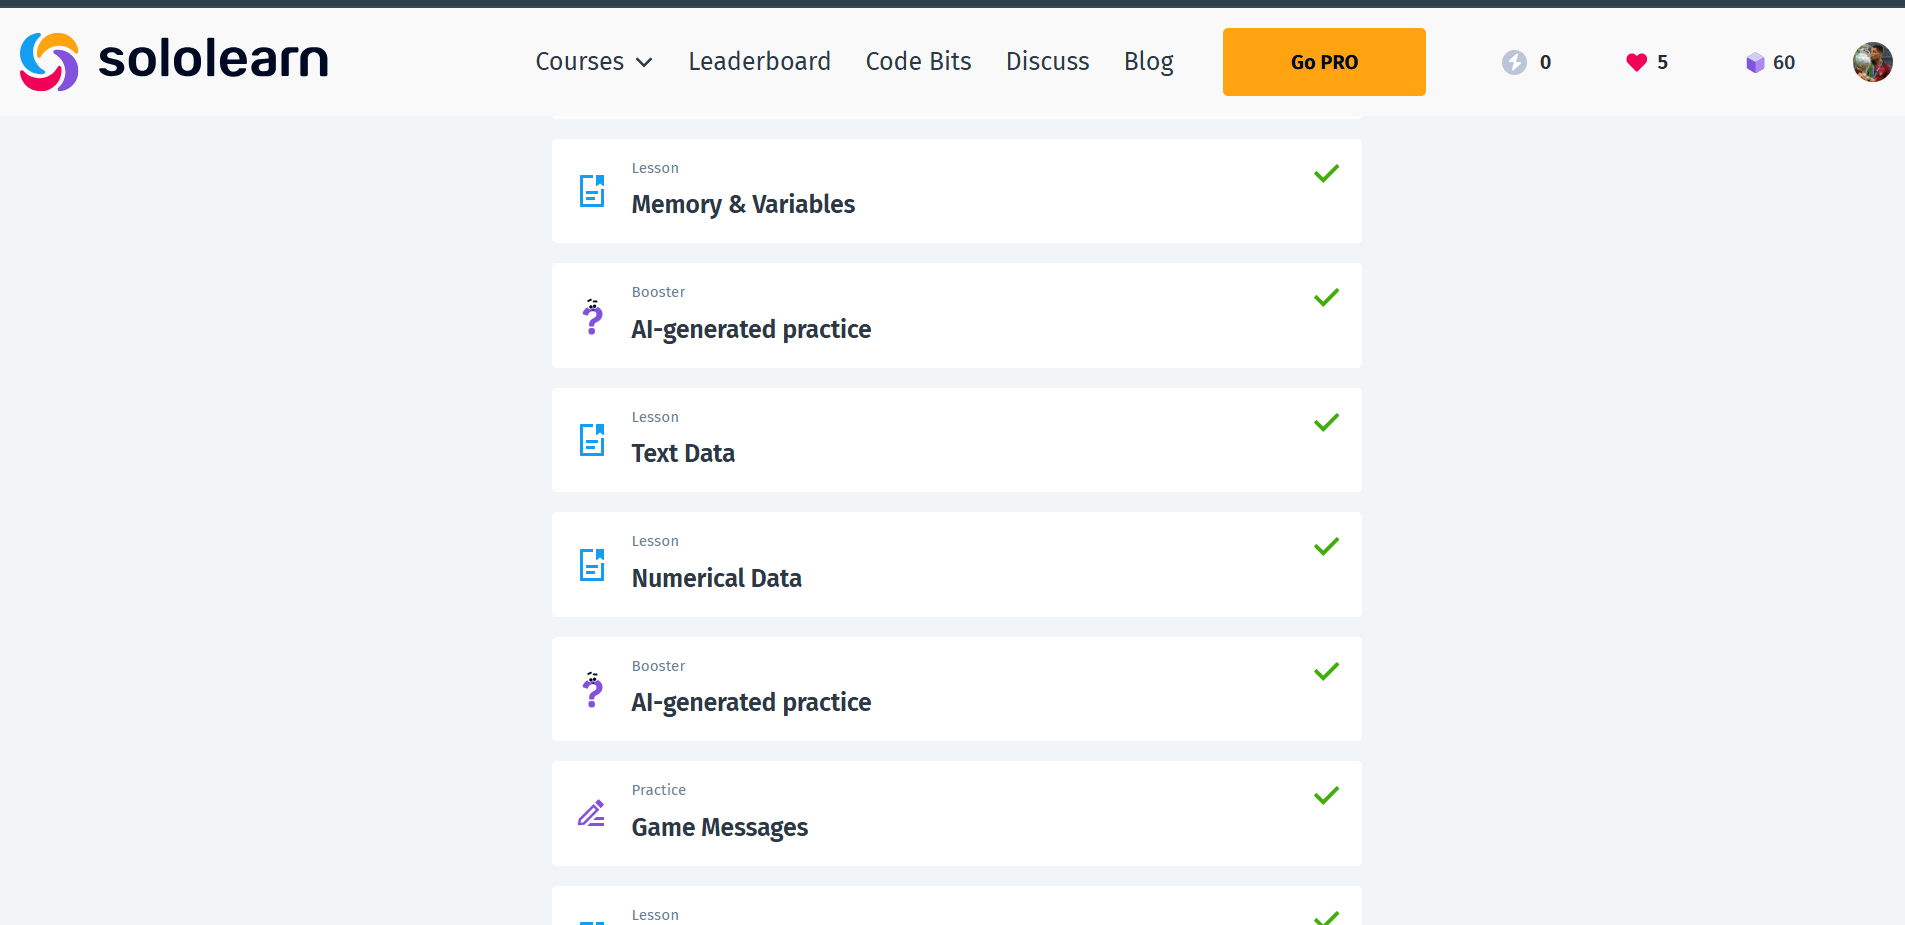 sololearn
Courses Leaderboard Code Bits Discuss Blog Go PRO 0 5 60
Lesson
Memory & Variables
Booster
AI-generated practice
Lesson
Text Data
Lesson
Numerical Data
Booster
AI-generated practice
Practice
Game Messages
Lesson